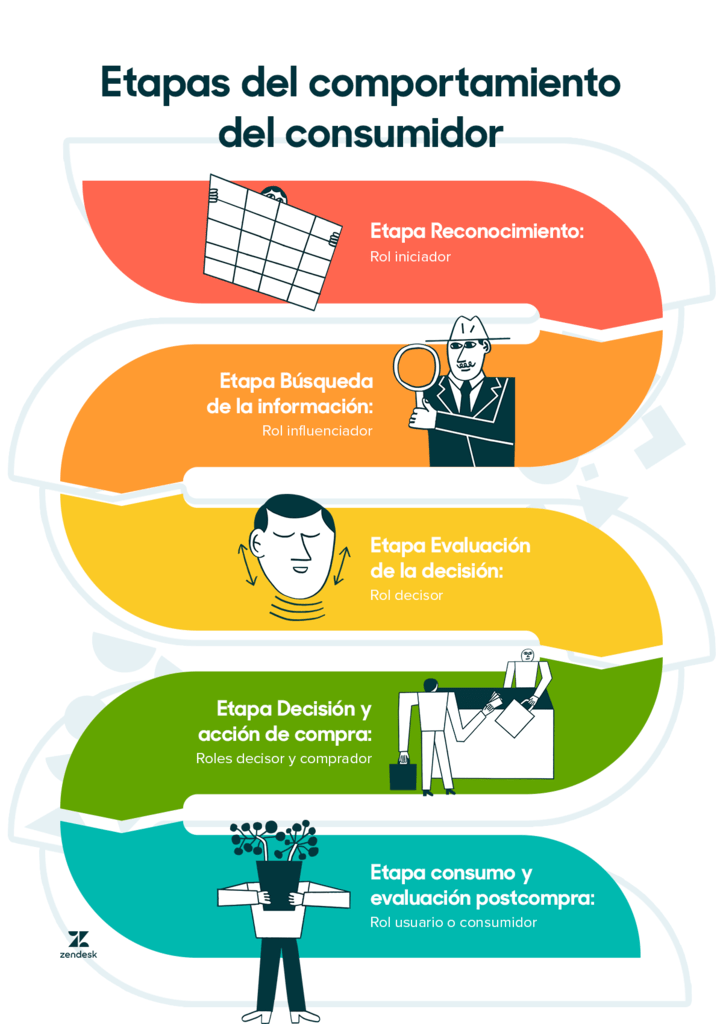 Etapas del comportamiento
del consumidor
Etapa Reconocimiento:
Rol iniciador
Etapa Búsqueda
de la información:
Rol influenciador
Etapa Evaluación
de la decisión:
Rol decisor
Etapa Decisión y
acción de compra:
Roles decisor y comprador
Etapa consumo y
evaluación postcompra:
Rol usuario o consumidor
zendesk